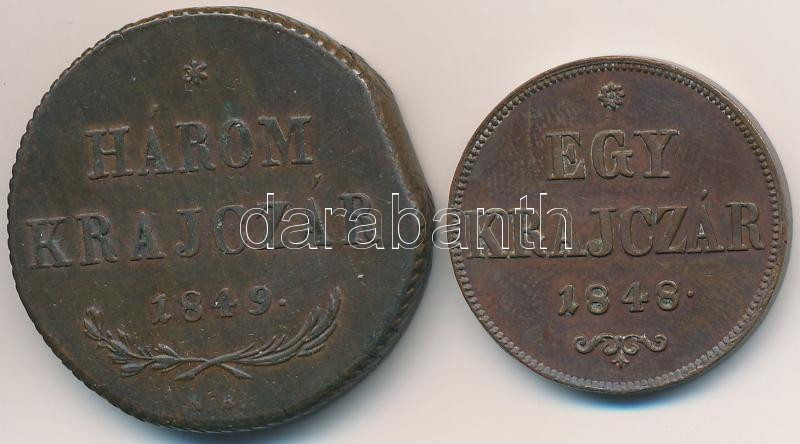 HÁROM
KRAJCZÁR
1849.
N.B.
EGY
KRAJCZÁR
1848.
darabanth